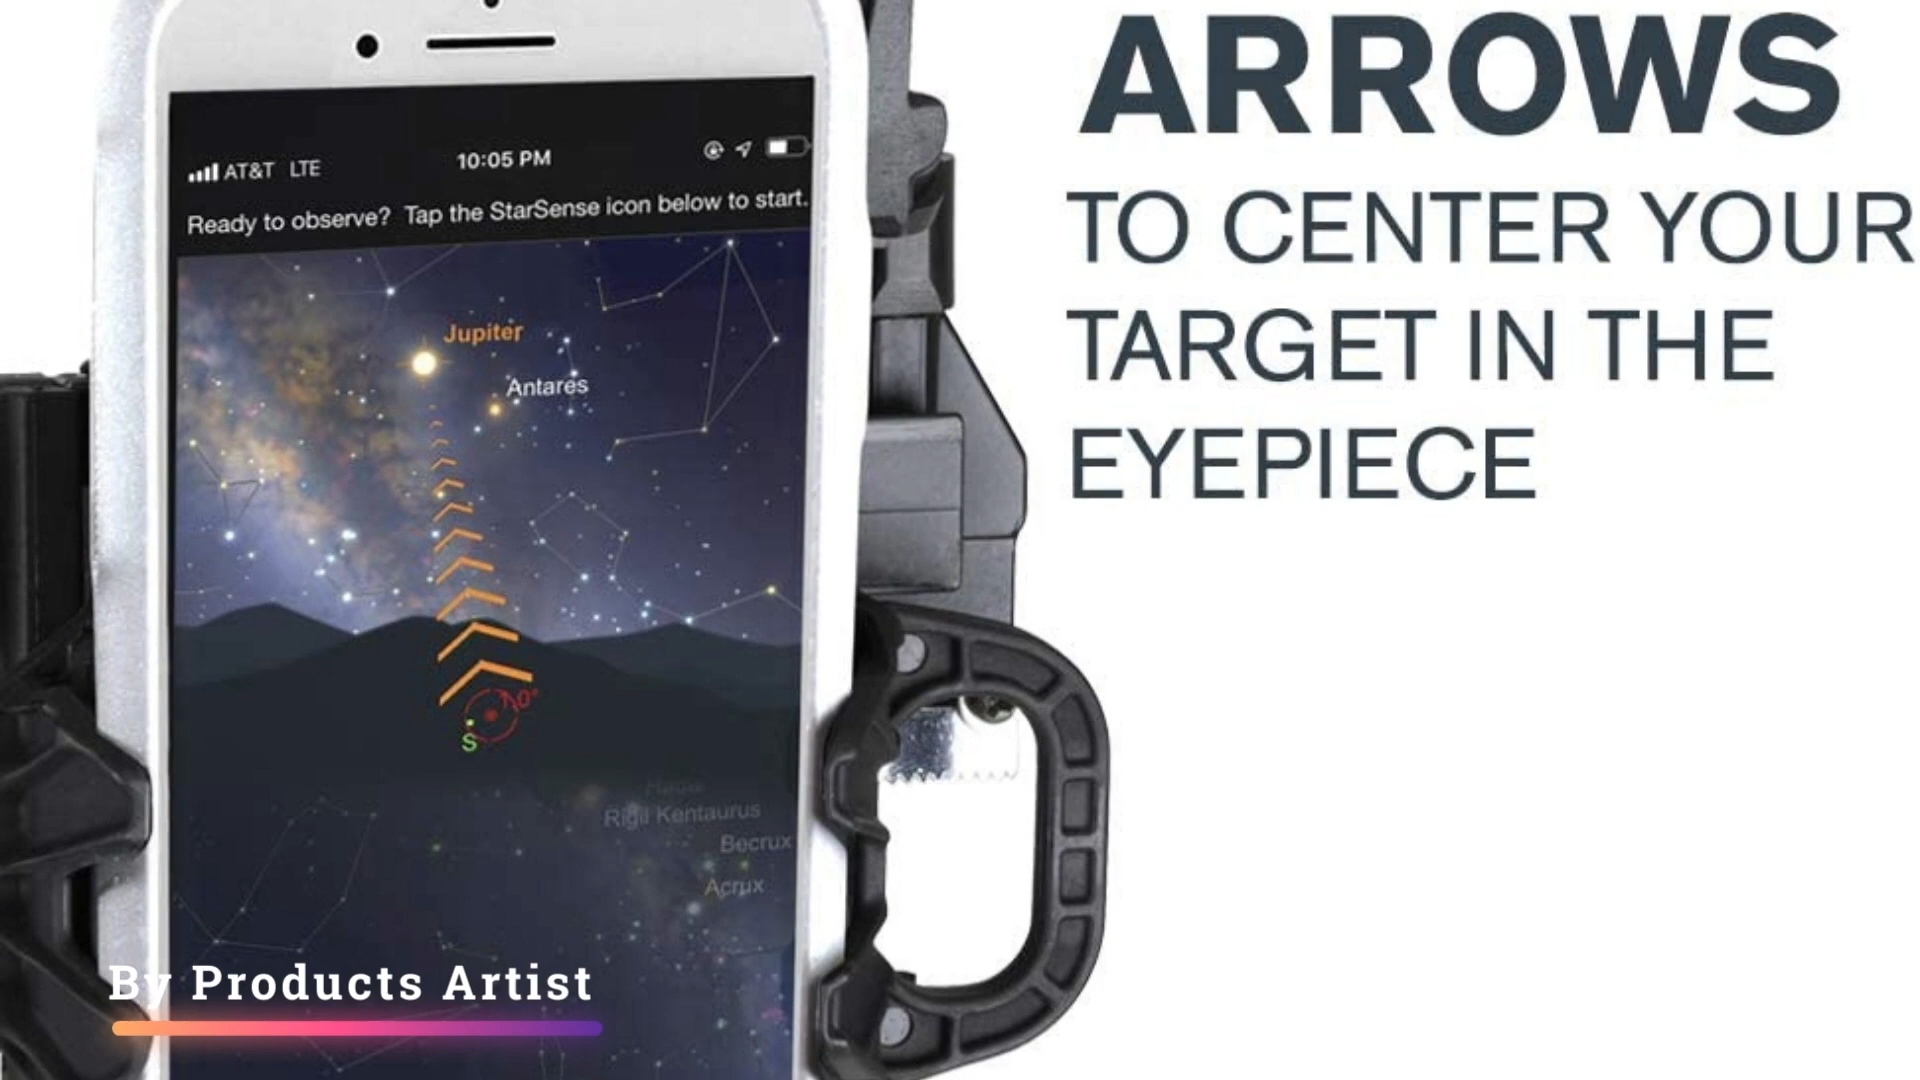 ARROWS
TO CENTER YOUR
TARGET IN THE
EYEPIECE
AT&T LTE
10:05 PM
Ready to observe? Tap the StarSense icon below to start.
Jupiter
Antares
S
Rigil Kentaurus
Becrux
Acrux
By Products Artist